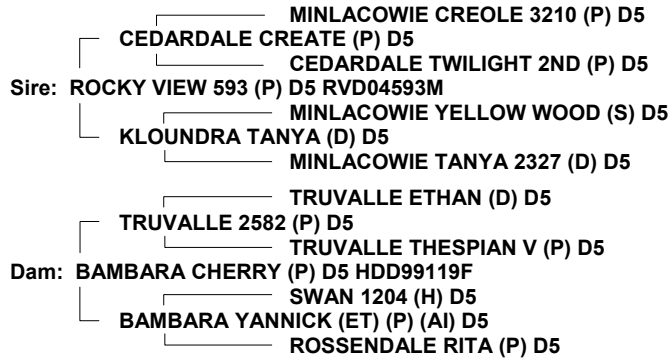 MINLACOWIE CREOLE 3210 (P) D5
CEDARDALE CREATE (P) D5
CEDARDALE TWILIGHT 2ND (P) D5
Sire: ROCKY VIEW 593 (P) D5 RVD04593M
MINLACOWIE YELLOW WOOD (S) D5
KLOUNDRA TANYA (D) D5
MINLACOWIE TANYA 2327 (D) D5
TRUVALLE ETHAN (D) D5
TRUVALLE 2582 (P) D5
TRUVALLE THESPIAN V (P) D5
Dam: BAMBARA CHERRY (P) D5 HDD99119F
SWAN 1204 (H) D5
BAMBARA YANNICK (ET) (P) (AI) D5
ROSSENDALE RITA (P) D5